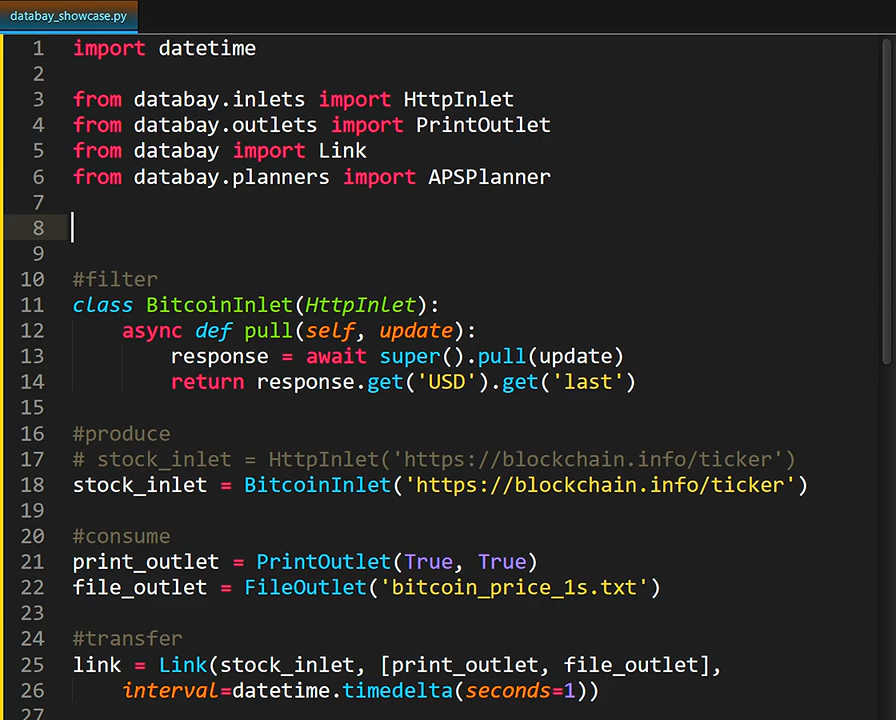 databay_showcase.py
1 import datetime
2
3 from databay.inlets import HttpInlet
4 from databay.outlets import PrintOutlet
5 from databay import Link
6 from databay.planners import APSPlanner
7
8
9
10 #filter
11 class BitcoinInlet(HttpInlet):
12     async def pull(self, update):
13         response = await super().pull(update)
14         return response.get('USD').get('last')
15
16 #produce
17 # stock_inlet = HttpInlet('https://blockchain.info/ticker')
18 stock_inlet = BitcoinInlet('https://blockchain.info/ticker')
19
20 #consume
21 print_outlet = PrintOutlet(True, True)
22 file_outlet = FileOutlet('bitcoin_price_1s.txt')
23
24 #transfer
25 link = Link(stock_inlet, [print_outlet, file_outlet],
26     interval=datetime.timedelta(seconds=1))
27